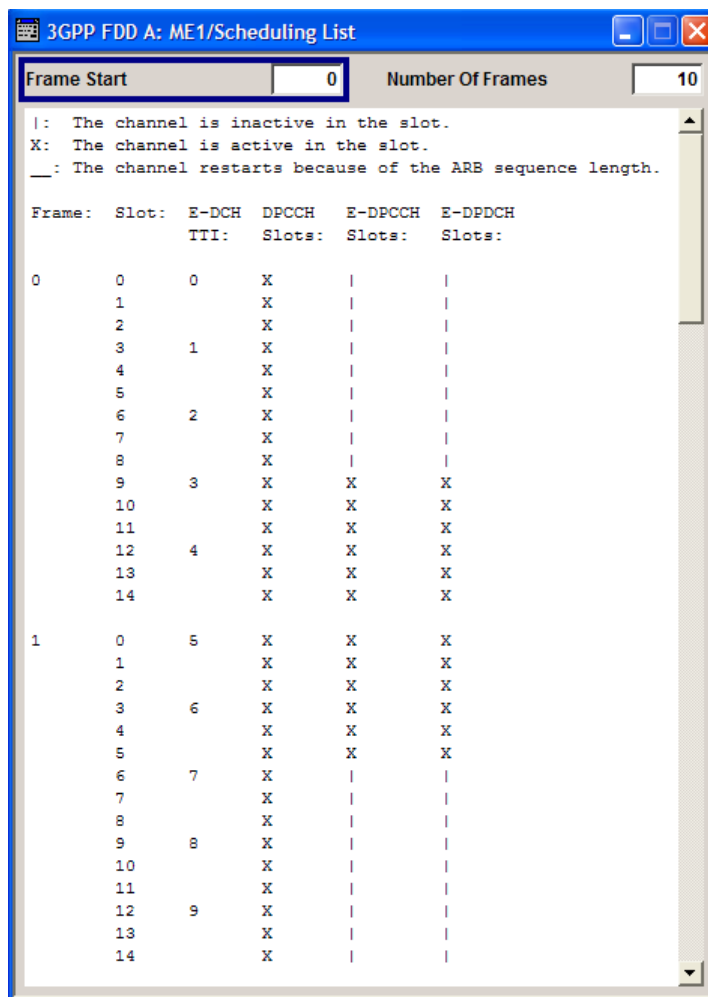 3GPP FDD A: ME1/Scheduling List
Frame Start 0 Number Of Frames 10
|: The channel is inactive in the slot.
X: The channel is active in the slot.
__: The channel restarts because of the ARB sequence length.
Frame: Slot: E-DCH DPCCH E-DPCCH E-DPDCH
TTI: Slots: Slots: Slots:
0 0 0 X | |
1 X | |
2 X | |
3 1 X | |
4 X | |
5 X | |
6 2 X | |
7 X | |
8 X | |
9 3 X X X
10 X X X
11 X X X
12 4 X X X
13 X X X
14 X X X
1 0 5 X X X
1 X X X
2 X X X
3 6 X X X
4 X X X
5 X X X
6 7 X | |
7 X | |
8 X | |
9 8 X | |
10 X | |
11 X | |
12 9 X | |
13 X | |
14 X | |